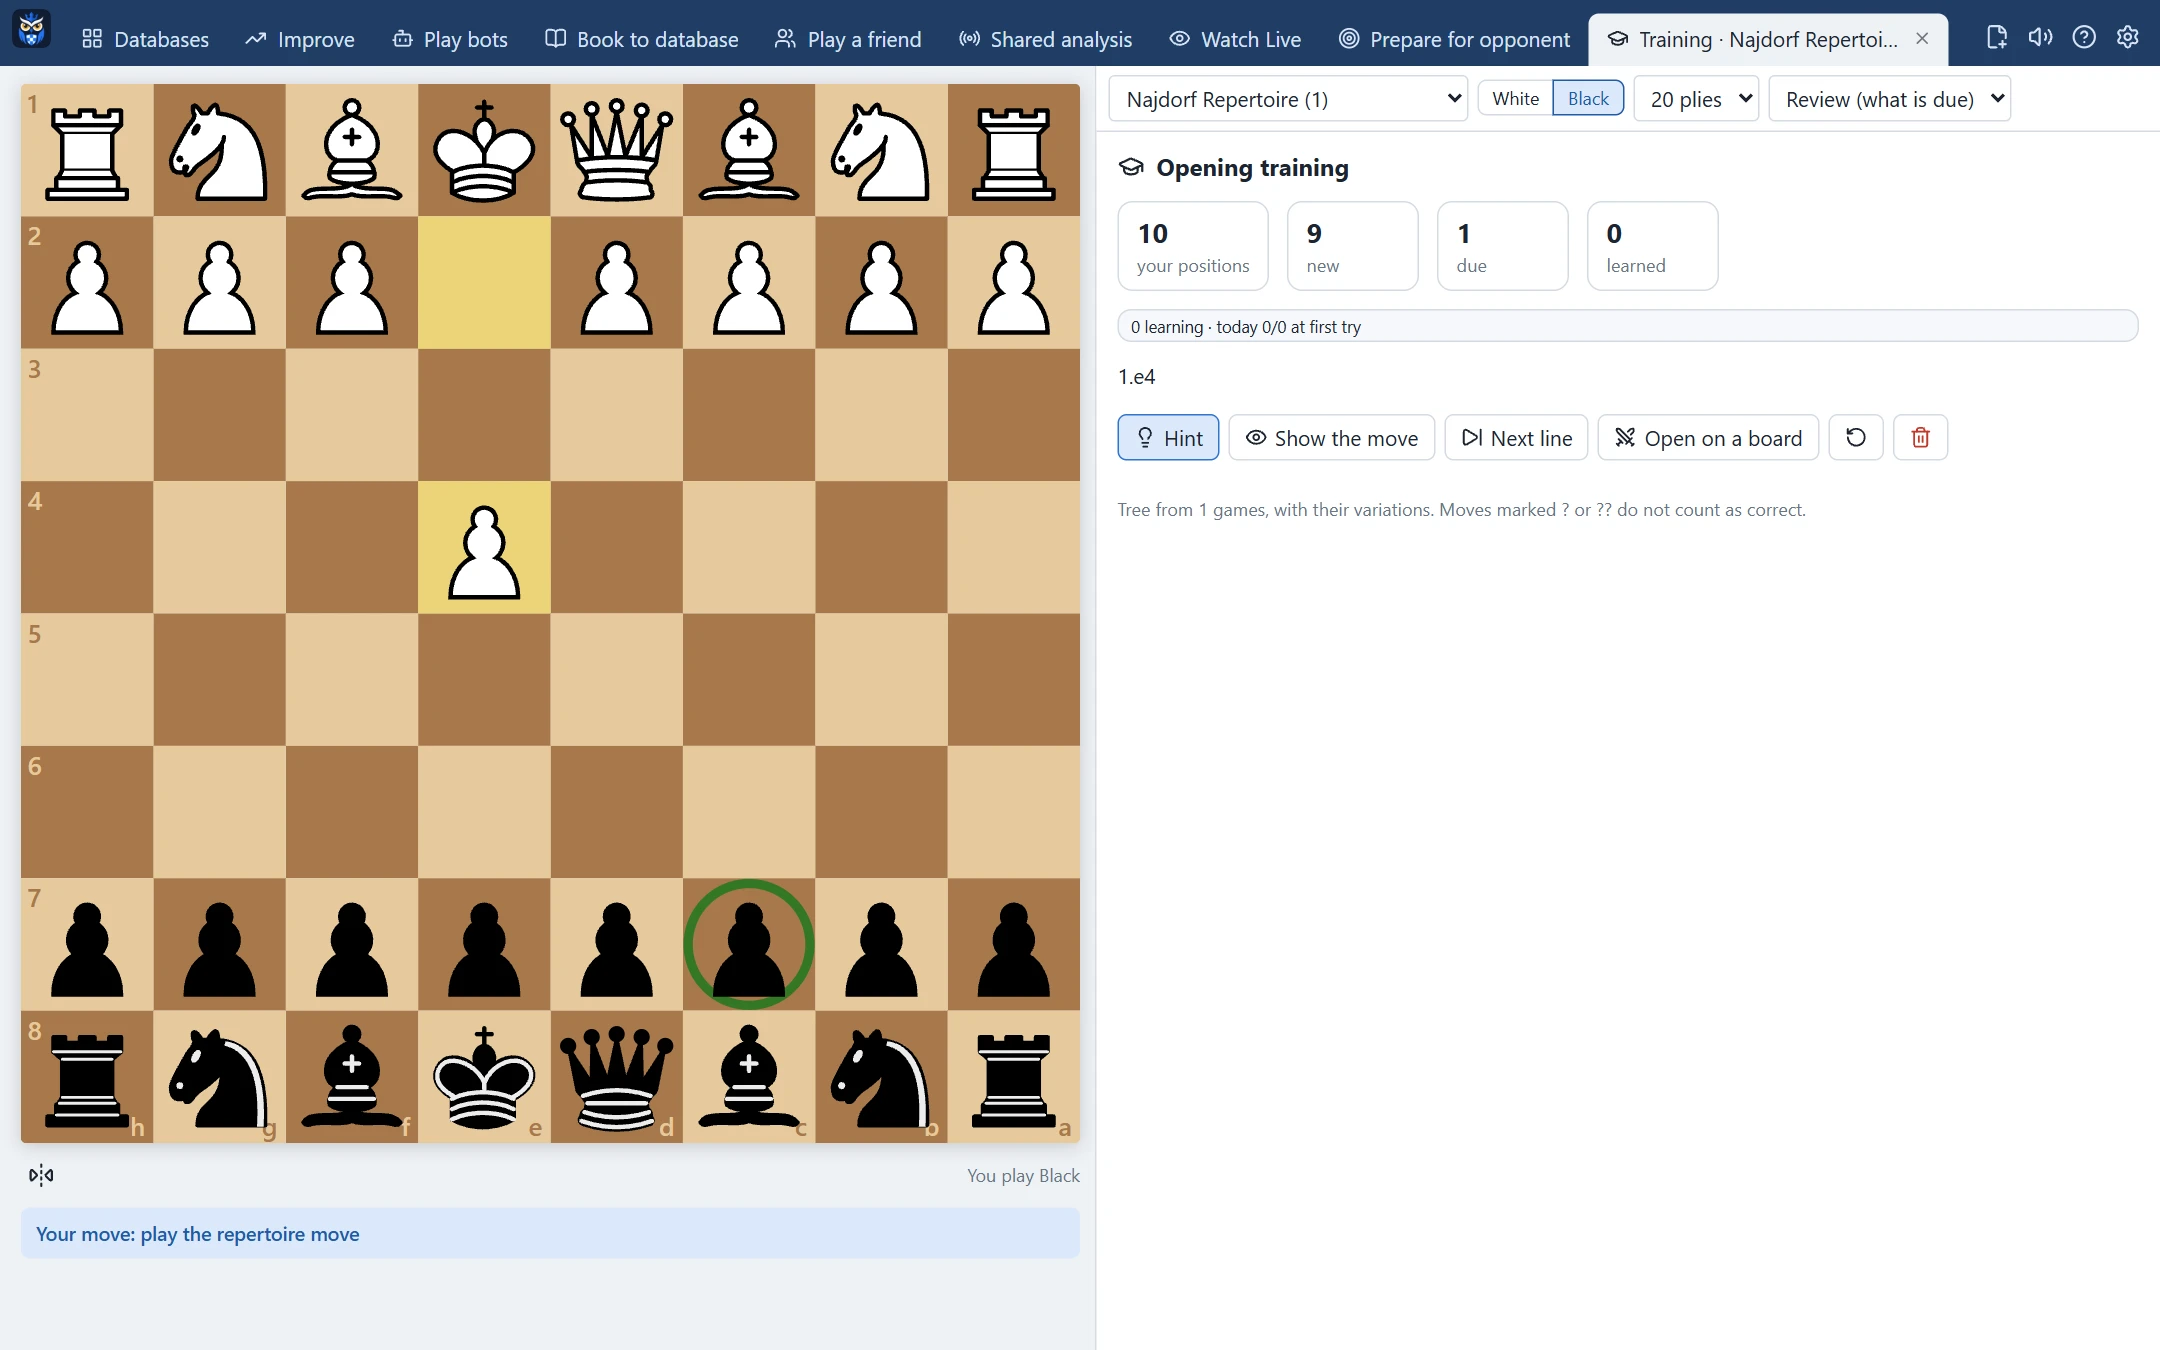 Databases
Improve
Play bots
Book to database
Play a friend
Shared analysis
Watch Live
Prepare for opponent
Training · Najdorf Repertoi...
Najdorf Repertoire (1)
White
Black
20 plies
Review (what is due)
Opening training
10
your positions
9
new
1
due
0
learned
0 learning · today 0/0 at first try
1.e4
Hint
Show the move
Next line
Open on a board
Tree from 1 games, with their variations. Moves marked ? or ?? do not count as correct.
1
2
3
4
5
6
7
8
h
g
f
e
d
c
b
a
You play Black
Your move: play the repertoire move